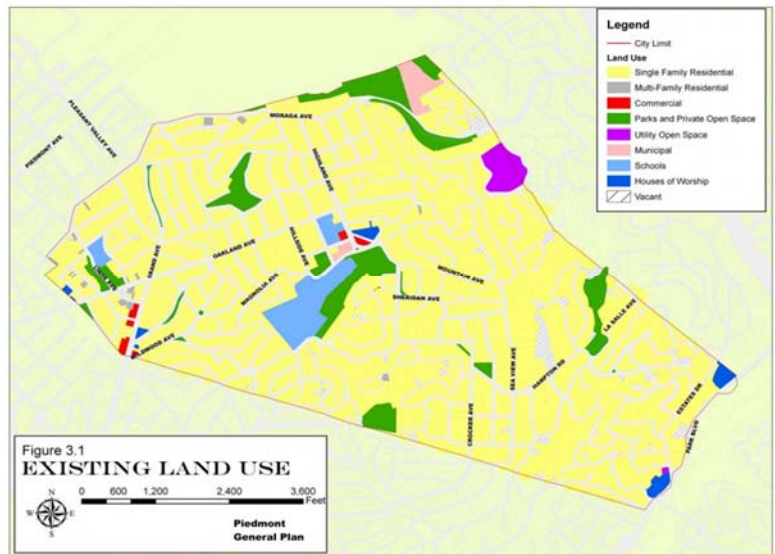 Legend
City Limit
Land Use
Single Family Residential
Multi-Family Residential
Commercial
Parks and Private Open Space
Utility Open Space
Municipal
Schools
Houses of Worship
Vacant
PLEASANT VALLEY AVE
PIEDMONT AVE
MORAGA AVE
HIGHLAND AVE
OAKLAND AVE
HILLSIDE AVE
GRAND AVE
MAGNOLIA AVE
MOUNTAIN AVE
SHERIDAN AVE
LA SALLE AVE
WILDWOOD AVE
SEA VIEW AVE
HAMPTON RD
CROCKER AVE
ESTATES DR
PARK BLVD
Figure 3.1
EXISTING LAND USE
N
W E
S
0 600 1,200 2,400 3,600
Feet
Piedmont
General Plan